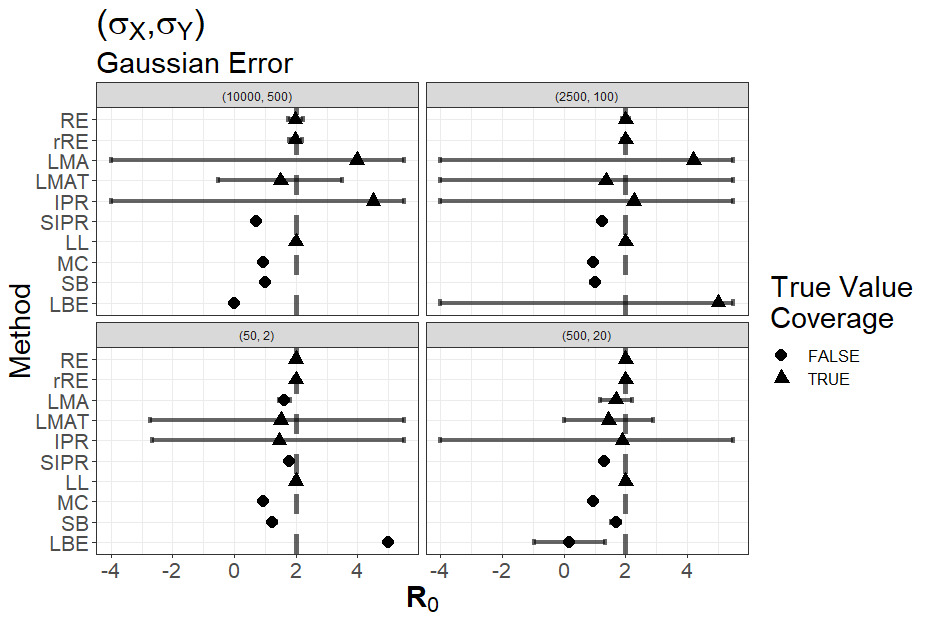 (σX,σY)
Gaussian Error
(10000, 500)
(2500, 100)
RE
rRE
LMA
LMAT
IPR
SIPR
LL
MC
SB
LBE
Method
True Value
Coverage
FALSE
TRUE
(50, 2)
(500, 20)
RE
rRE
LMA
LMAT
IPR
SIPR
LL
MC
SB
LBE
-4 -2 0 2 4 -4 -2 0 2 4
R0